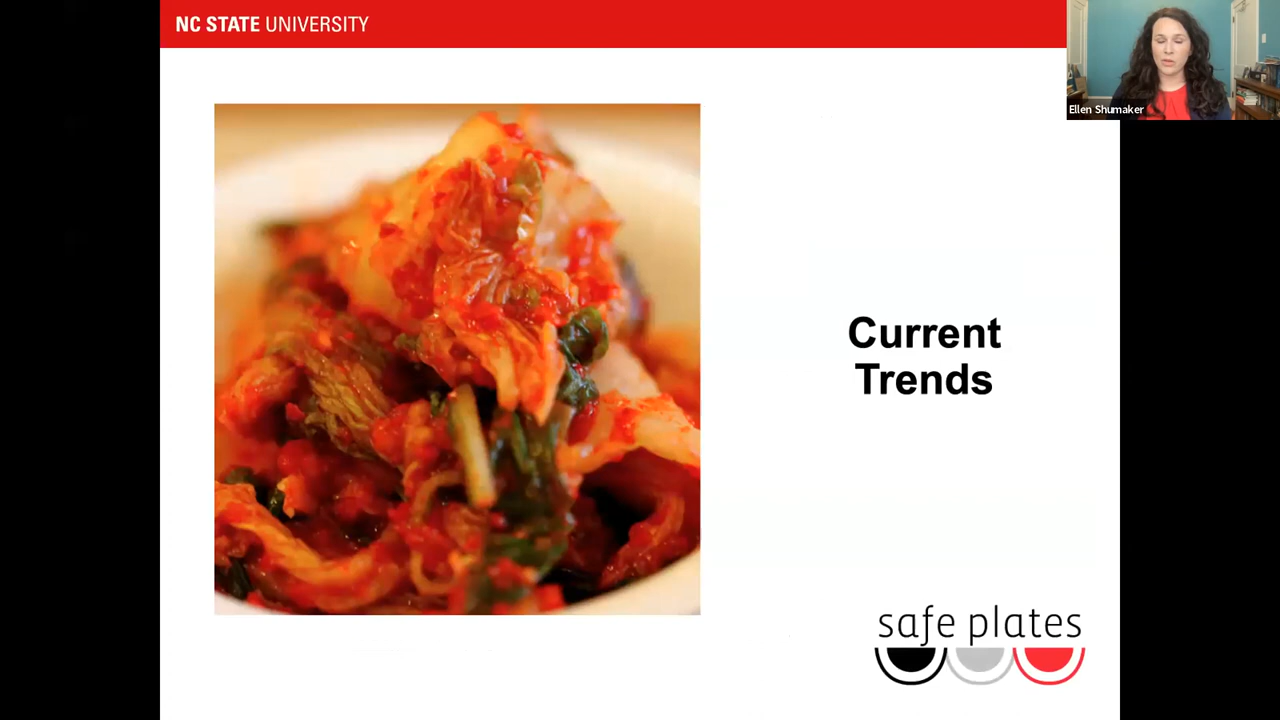 NC STATE UNIVERSITY
Ellen Shumaker
Current
Trends
safe plates